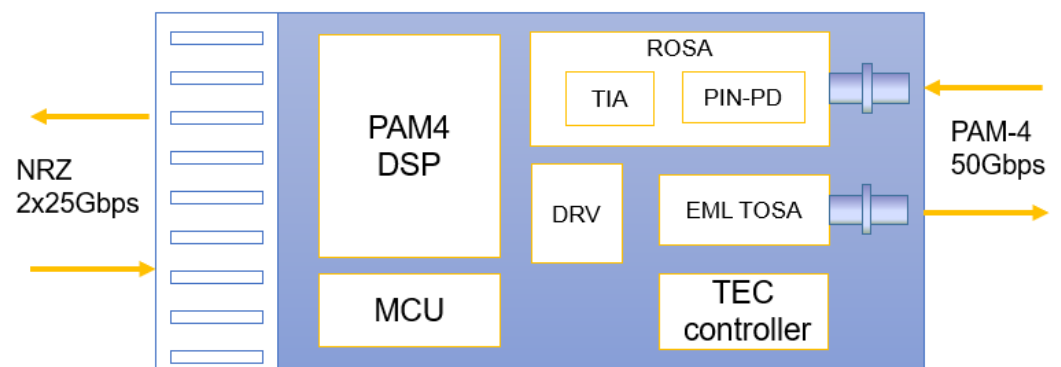 NRZ
2x25Gbps
PAM4
DSP
MCU
ROSA
TIA
PIN-PD
DRV
EML TOSA
TEC
controller
PAM-4
50Gbps